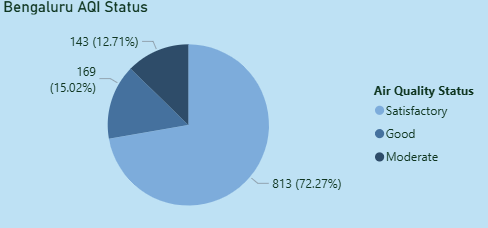 Bengaluru AQI Status
143 (12.71%)
169
(15.02%)
813 (72.27%)
Air Quality Status
Satisfactory
Good
Moderate